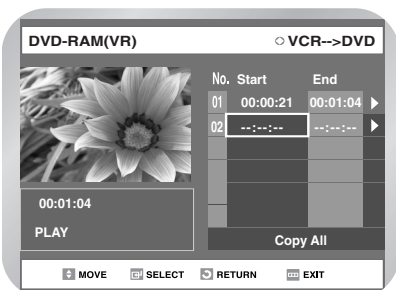 DVD-RAM(VR) VCR-->DVD
No. Start End
01 00:00:21 00:01:04
02 --:--:-- --:--:--
00:01:04
PLAY
Copy All
MOVE SELECT RETURN EXIT